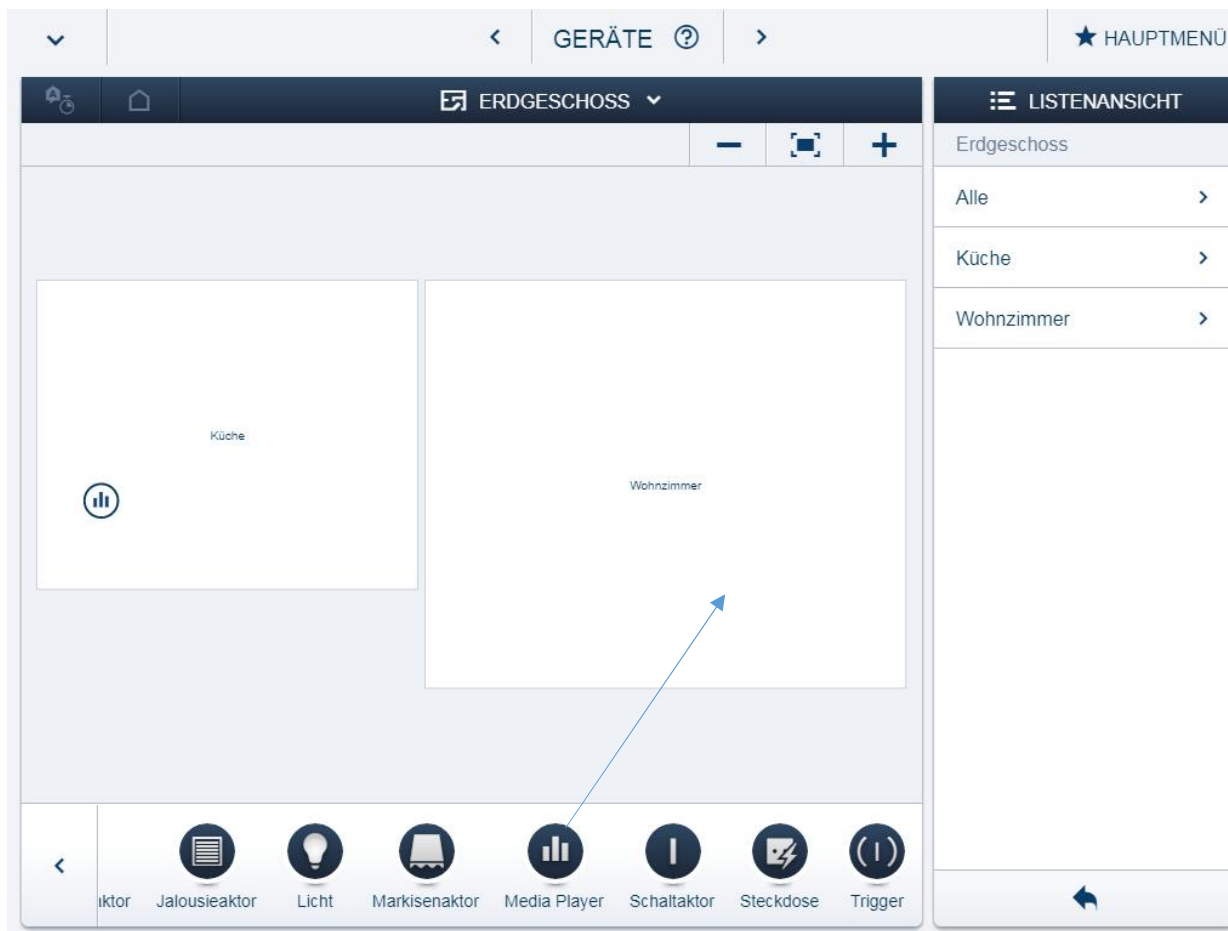 GERÄTE ?
HAUPTMENÜ
ERDGESCHOSS
LISTENANSICHT
Erdgeschoss
Alle
Küche
Wohnzimmer
Küche
Wohnzimmer
ıktor Jalousieaktor Licht Markisenaktor Media Player Schaltaktor Steckdose Trigger